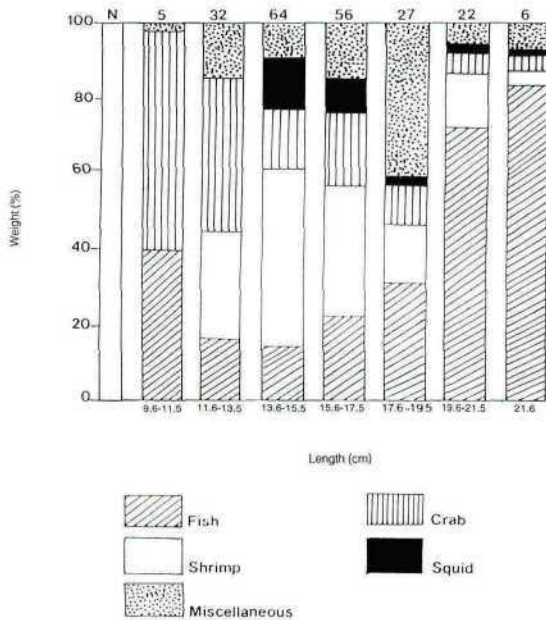 100 N 5 32 64 56 27 22 6
80
60
40
20
0
Weight (%)
9.6-11.5 11.6-13.5 13.6-15.5 15.6-17.5 17.6-19.5 19.6-21.5 21.6
Length (cm)
Fish Crab
Shrimp Squid
Miscellaneous